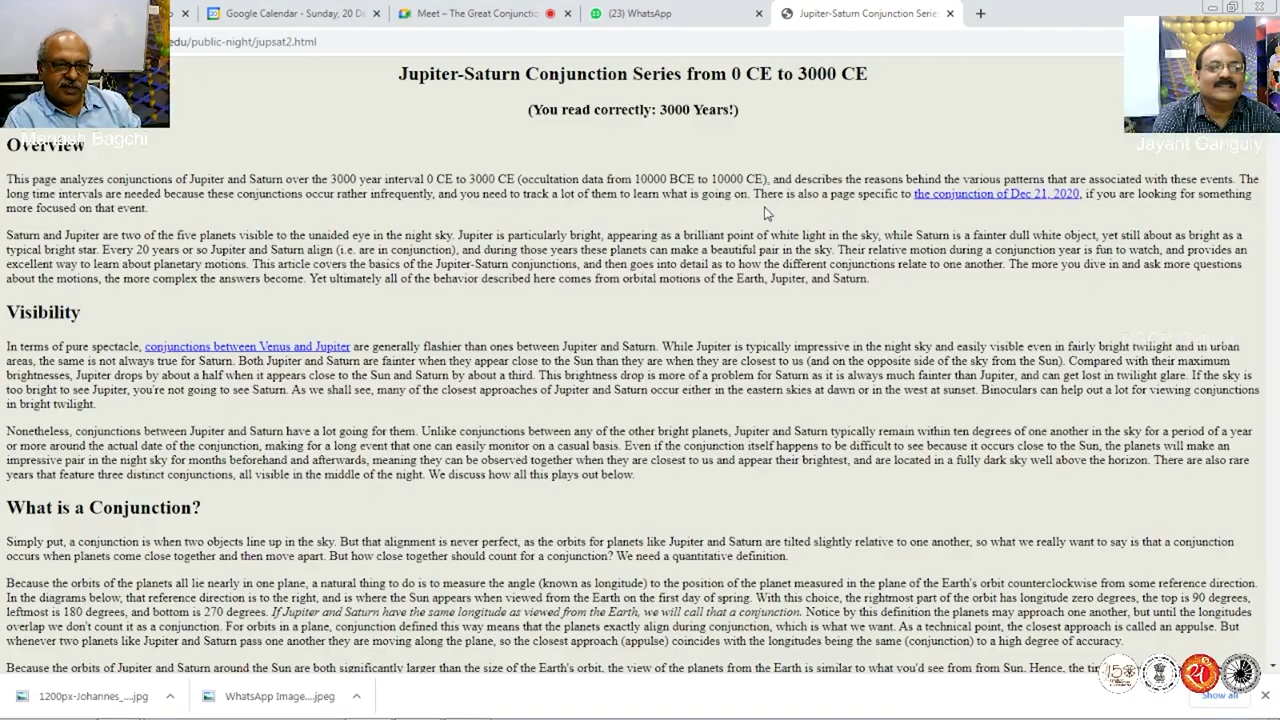 Google Calendar - Sunday, 20 De
Meet – The Great Conjunctic
(23) WhatsApp
Jupiter-Saturn Conjunction Serie
edu/public-night/jupsat2.html
Jupiter-Saturn Conjunction Series from 0 CE to 3000 CE
(You read correctly: 3000 Years!)
Manash Bagchi
Jayant Ganguly
Overview
This page analyzes conjunctions of Jupiter and Saturn over the 3000 year interval 0 CE to 3000 CE (occultation data from 10000 BCE to 10000 CE), and describes the reasons behind the various patterns that are associated with these events. The
long time intervals are needed because these conjunctions occur rather infrequently, and you need to track a lot of them to learn what is going on. There is also a page specific to the conjunction of Dec 21, 2020, if you are looking for something
more focused on that event.
Saturn and Jupiter are two of the five planets visible to the unaided eye in the night sky. Jupiter is particularly bright, appearing as a brilliant point of white light in the sky, while Saturn is a fainter dull white object, yet still about as bright as a
typical bright star. Every 20 years or so Jupiter and Saturn align (i.e. are in conjunction), and during those years these planets can make a beautiful pair in the sky. Their relative motion during a conjunction year is fun to watch, and provides an
excellent way to learn about planetary motions. This article covers the basics of the Jupiter-Saturn conjunctions, and then goes into detail as to how the different conjunctions relate to one another. The more you dive in and ask more questions
about the motions, the more complex the answers become. Yet ultimately all of the behavior described here comes from orbital motions of the Earth, Jupiter, and Saturn.
Visibility
In terms of pure spectacle, conjunctions between Venus and Jupiter are generally flashier than ones between Jupiter and Saturn. While Jupiter is typically impressive in the night sky and easily visible even in fairly bright twilight and in urban
areas, the same is not always true for Saturn. Both Jupiter and Saturn are fainter when they appear close to the Sun than they are when they are closest to us (and on the opposite side of the sky from the Sun). Compared with their maximum
brightnesses, Jupiter drops by about a half when it appears close to the Sun and Saturn by about a third. This brightness drop is more of a problem for Saturn as it is always much fainter than Jupiter, and can get lost in twilight glare. If the sky is
too bright to see Jupiter, you're not going to see Saturn. As we shall see, many of the closest approaches of Jupiter and Saturn occur either in the eastern skies at dawn or in the west at sunset. Binoculars can help out a lot for viewing conjunctions
in bright twilight.
Nonetheless, conjunctions between Jupiter and Saturn have a lot going for them. Unlike conjunctions between any of the other bright planets, Jupiter and Saturn typically remain within ten degrees of one another in the sky for a period of a year
or more around the actual date of the conjunction, making for a long event that one can easily monitor on a casual basis. Even if the conjunction itself happens to be difficult to see because it occurs close to the Sun, the planets will make an
impressive pair in the night sky for months beforehand and afterwards, meaning they can be observed together when they are closest to us and appear their brightest, and are located in a fully dark sky well above the horizon. There are also rare
years that feature three distinct conjunctions, all visible in the middle of the night. We discuss how all this plays out below.
What is a Conjunction?
Simply put, a conjunction is when two objects line up in the sky. But that alignment is never perfect, as the orbits for planets like Jupiter and Saturn are tilted slightly relative to one another, so what we really want to say is that a conjunction
occurs when planets come close together and then move apart. But how close together should count for a conjunction? We need a quantitative definition.
Because the orbits of the planets all lie nearly in one plane, a natural thing to do is to measure the angle (known as longitude) to the position of the planet measured in the plane of the Earth's orbit counterclockwise from some reference direction.
In the diagrams below, that reference direction is to the right, and is where the Sun appears when viewed from the Earth on the first day of spring. With this choice, the rightmost part of the orbit has longitude zero degrees, the top is 90 degrees,
leftmost is 180 degrees, and bottom is 270 degrees. If Jupiter and Saturn have the same longitude as viewed from the Earth, we will call that a conjunction. Notice by this definition the planets may approach one another, but until the longitudes
overlap we don't count it as a conjunction. For orbits in a plane, conjunction defined this way means that the planets exactly align during conjunction, which is what we want. As a technical point, the closest approach is called an appulse. But
whenever two planets like Jupiter and Saturn pass one another they are moving along the plane, so the closest approach (appulse) coincides with the longitudes being the same (conjunction) to a high degree of accuracy.
Because the orbits of Jupiter and Saturn around the Sun are both significantly larger than the size of the Earth's orbit, the view of the planets from the Earth is similar to what you'd see from from Sun. Hence, the
1200px-Johannes_....jpg
WhatsApp Image....jpeg
Show all